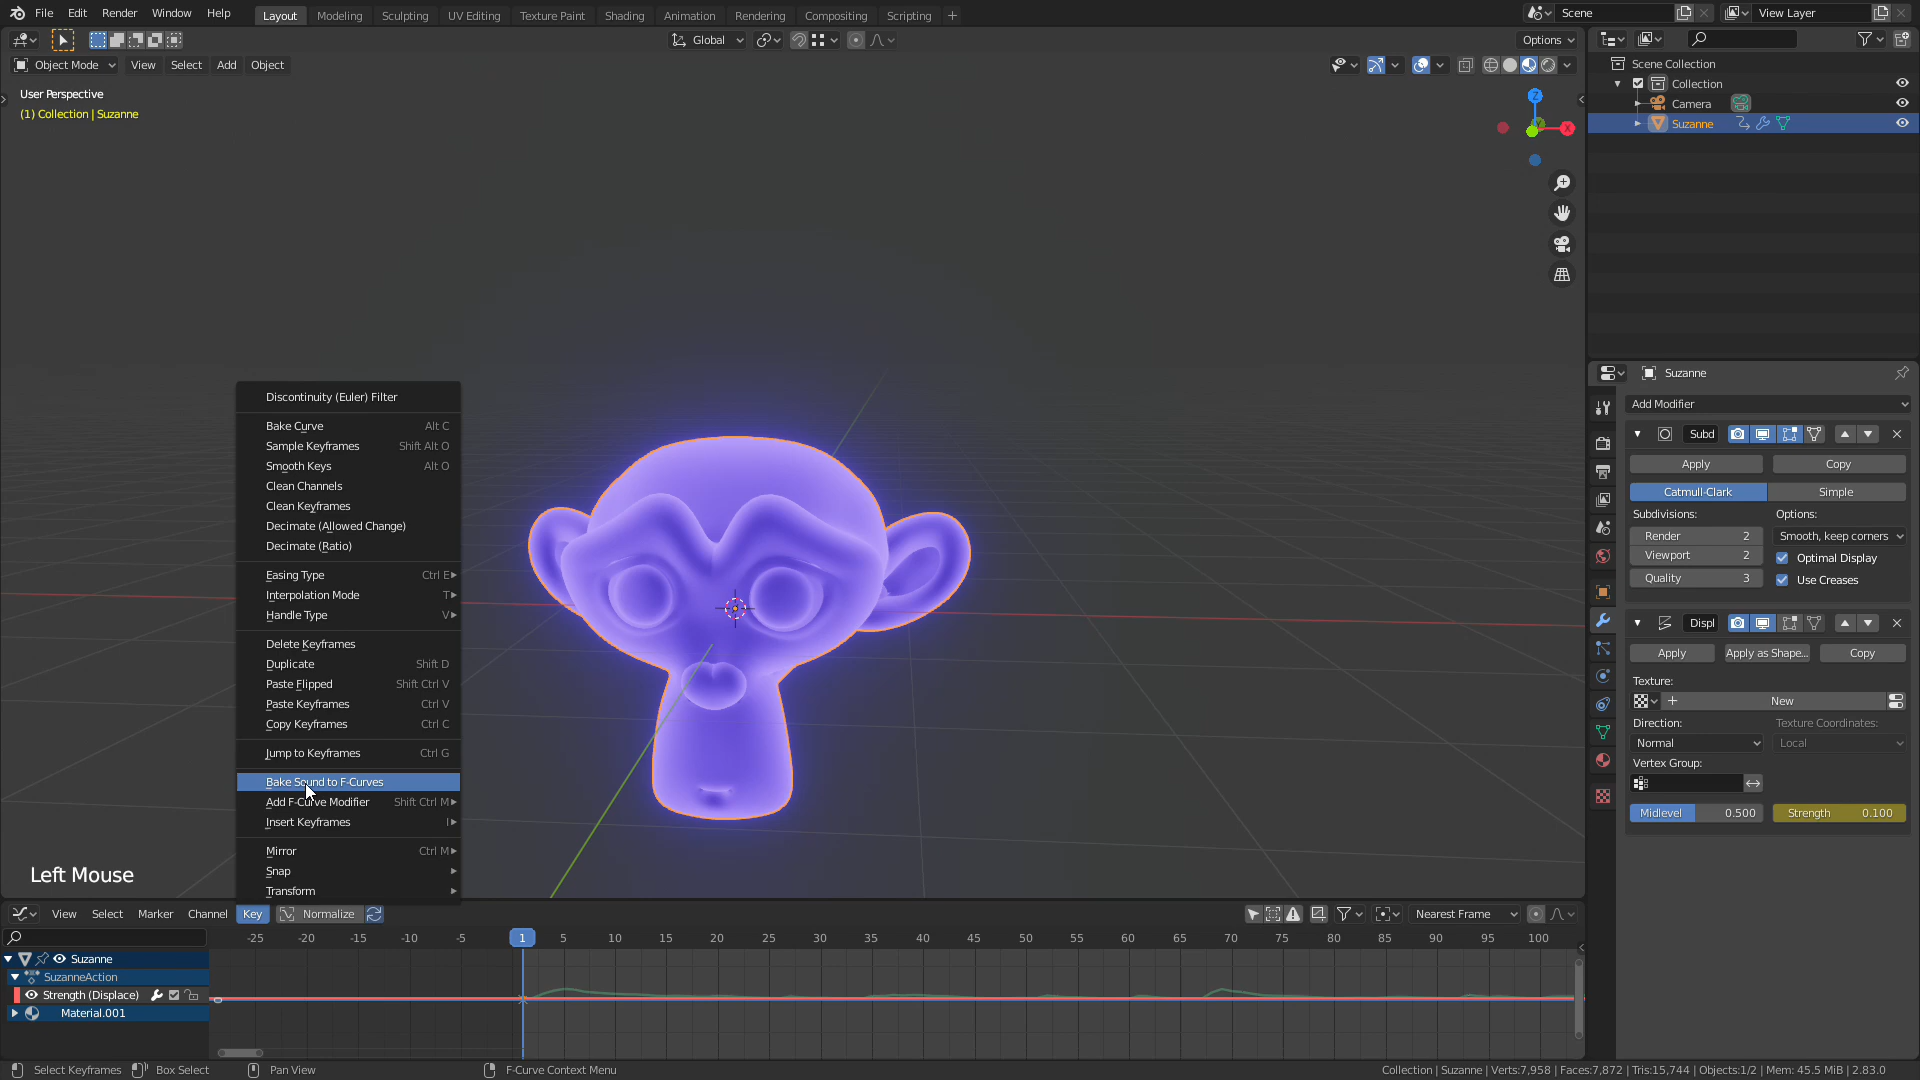 File Edit Render Window Help Layout Modeling Sculpting UV Editing Texture Paint Shading Animation Rendering Compositing Scripting + Scene View Layer
Global Options
Object Mode View Select Add Object
User Perspective
(1) Collection | Suzanne
Z
X
Scene Collection
Collection
Camera
Suzanne
Suzanne
Add Modifier
Subd
Apply Copy
Catmull-Clark Simple
Subdivisions: Options:
Render 2 Smooth, keep corners
Viewport 2 Optimal Display
Quality 3 Use Creases
Displ
Apply Apply as Shape... Copy
Texture:
New
Direction: Texture Coordinates:
Normal Local
Vertex Group:
Midlevel 0.500 Strength 0.100
Discontinuity (Euler) Filter
Bake Curve Alt C
Sample Keyframes Shift Alt O
Smooth Keys Alt O
Clean Channels
Clean Keyframes
Decimate (Allowed Change)
Decimate (Ratio)
Easing Type Ctrl E
Interpolation Mode T
Handle Type V
Delete Keyframes
Duplicate Shift D
Paste Flipped Shift Ctrl V
Paste Keyframes Ctrl V
Copy Keyframes Ctrl C
Jump to Keyframes Ctrl G
Bake Sound to F-Curves
Add F-Curve Modifier Shift Ctrl M
Insert Keyframes I
Mirror Ctrl M
Snap
Transform
Left Mouse
View Select Marker Channel Key Normalize Nearest Frame
-25 -20 -15 -10 -5 1 5 10 15 20 25 30 35 40 45 50 55 60 65 70 75 80 85 90 95 100
Suzanne
SuzanneAction
Strength (Displace)
Material.001
Select Keyframes Box Select Pan View F-Curve Context Menu Collection | Suzanne | Verts:7,958 | Faces:7,872 | Tris:15,744 | Objects:1/2 | Mem: 45.5 MiB | 2.83.0